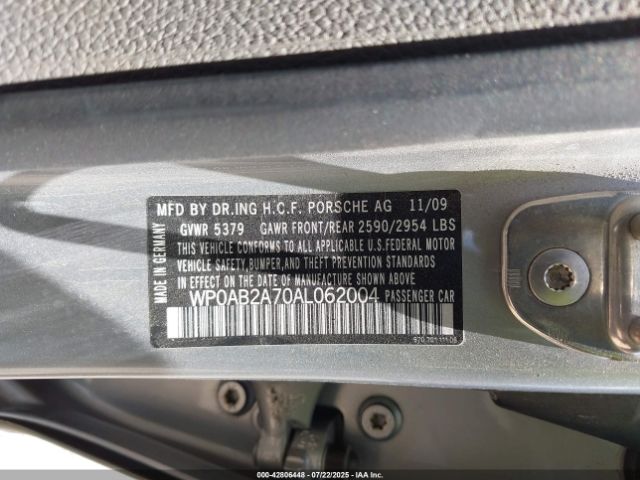 MFD BY DR.ING H.C.F. PORSCHE AG 11/09
GVWR 5379 GAWR FRONT/REAR 2590/2954 LBS
THIS VEHICLE CONFORMS TO ALL APPLICABLE U.S.FEDERAL MOTOR
VEHICLE SAFETY,BUMPER,AND THEFT PREVENTION STANDARDS
IN EFFECT ON THE DATE OF MANUFACTURE SHOWN ABOVE.
WP0AB2A70AL062004 PASSENGER CAR
MADE IN GERMANY
000-42806448 | 07/22/2025 | COPYRIGHT © IAA, LLC